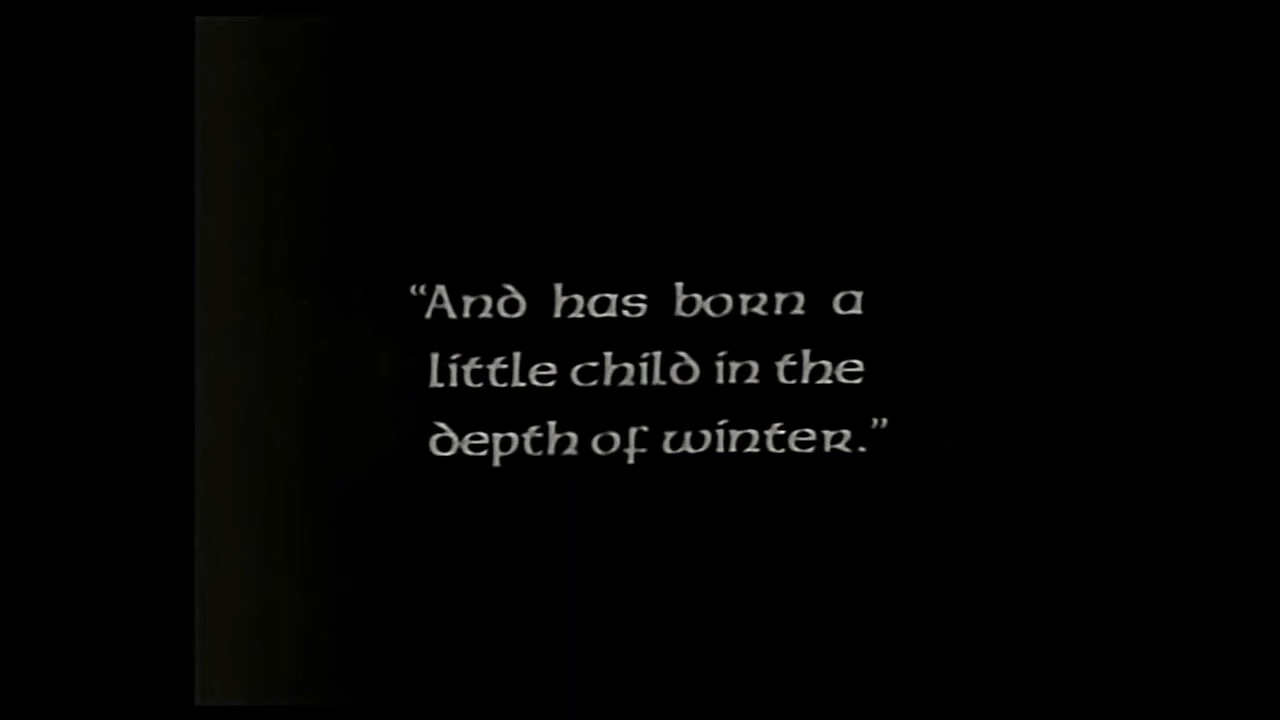 “And has born a
little child in the
depth of winter.”